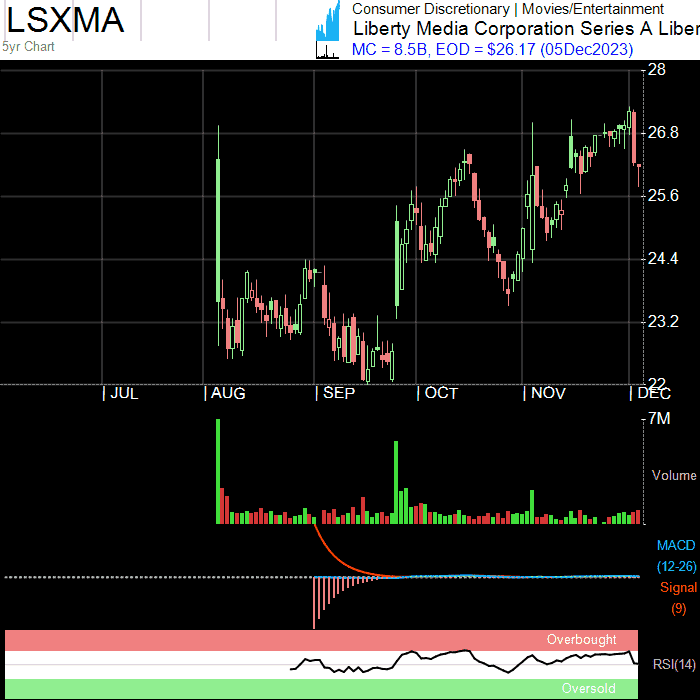 LSXMA
5yr Chart
Consumer Discretionary | Movies/Entertainment
Liberty Media Corporation Series A Liber
MC = 8.5B, EOD = $26.17 (05Dec2023)
28
26.8
25.6
24.4
23.2
22
| JUL | AUG | SEP | OCT | NOV | DEC
7M
Volume
MACD
(12-26)
Signal
(9)
Overbought
RSI(14)
Oversold